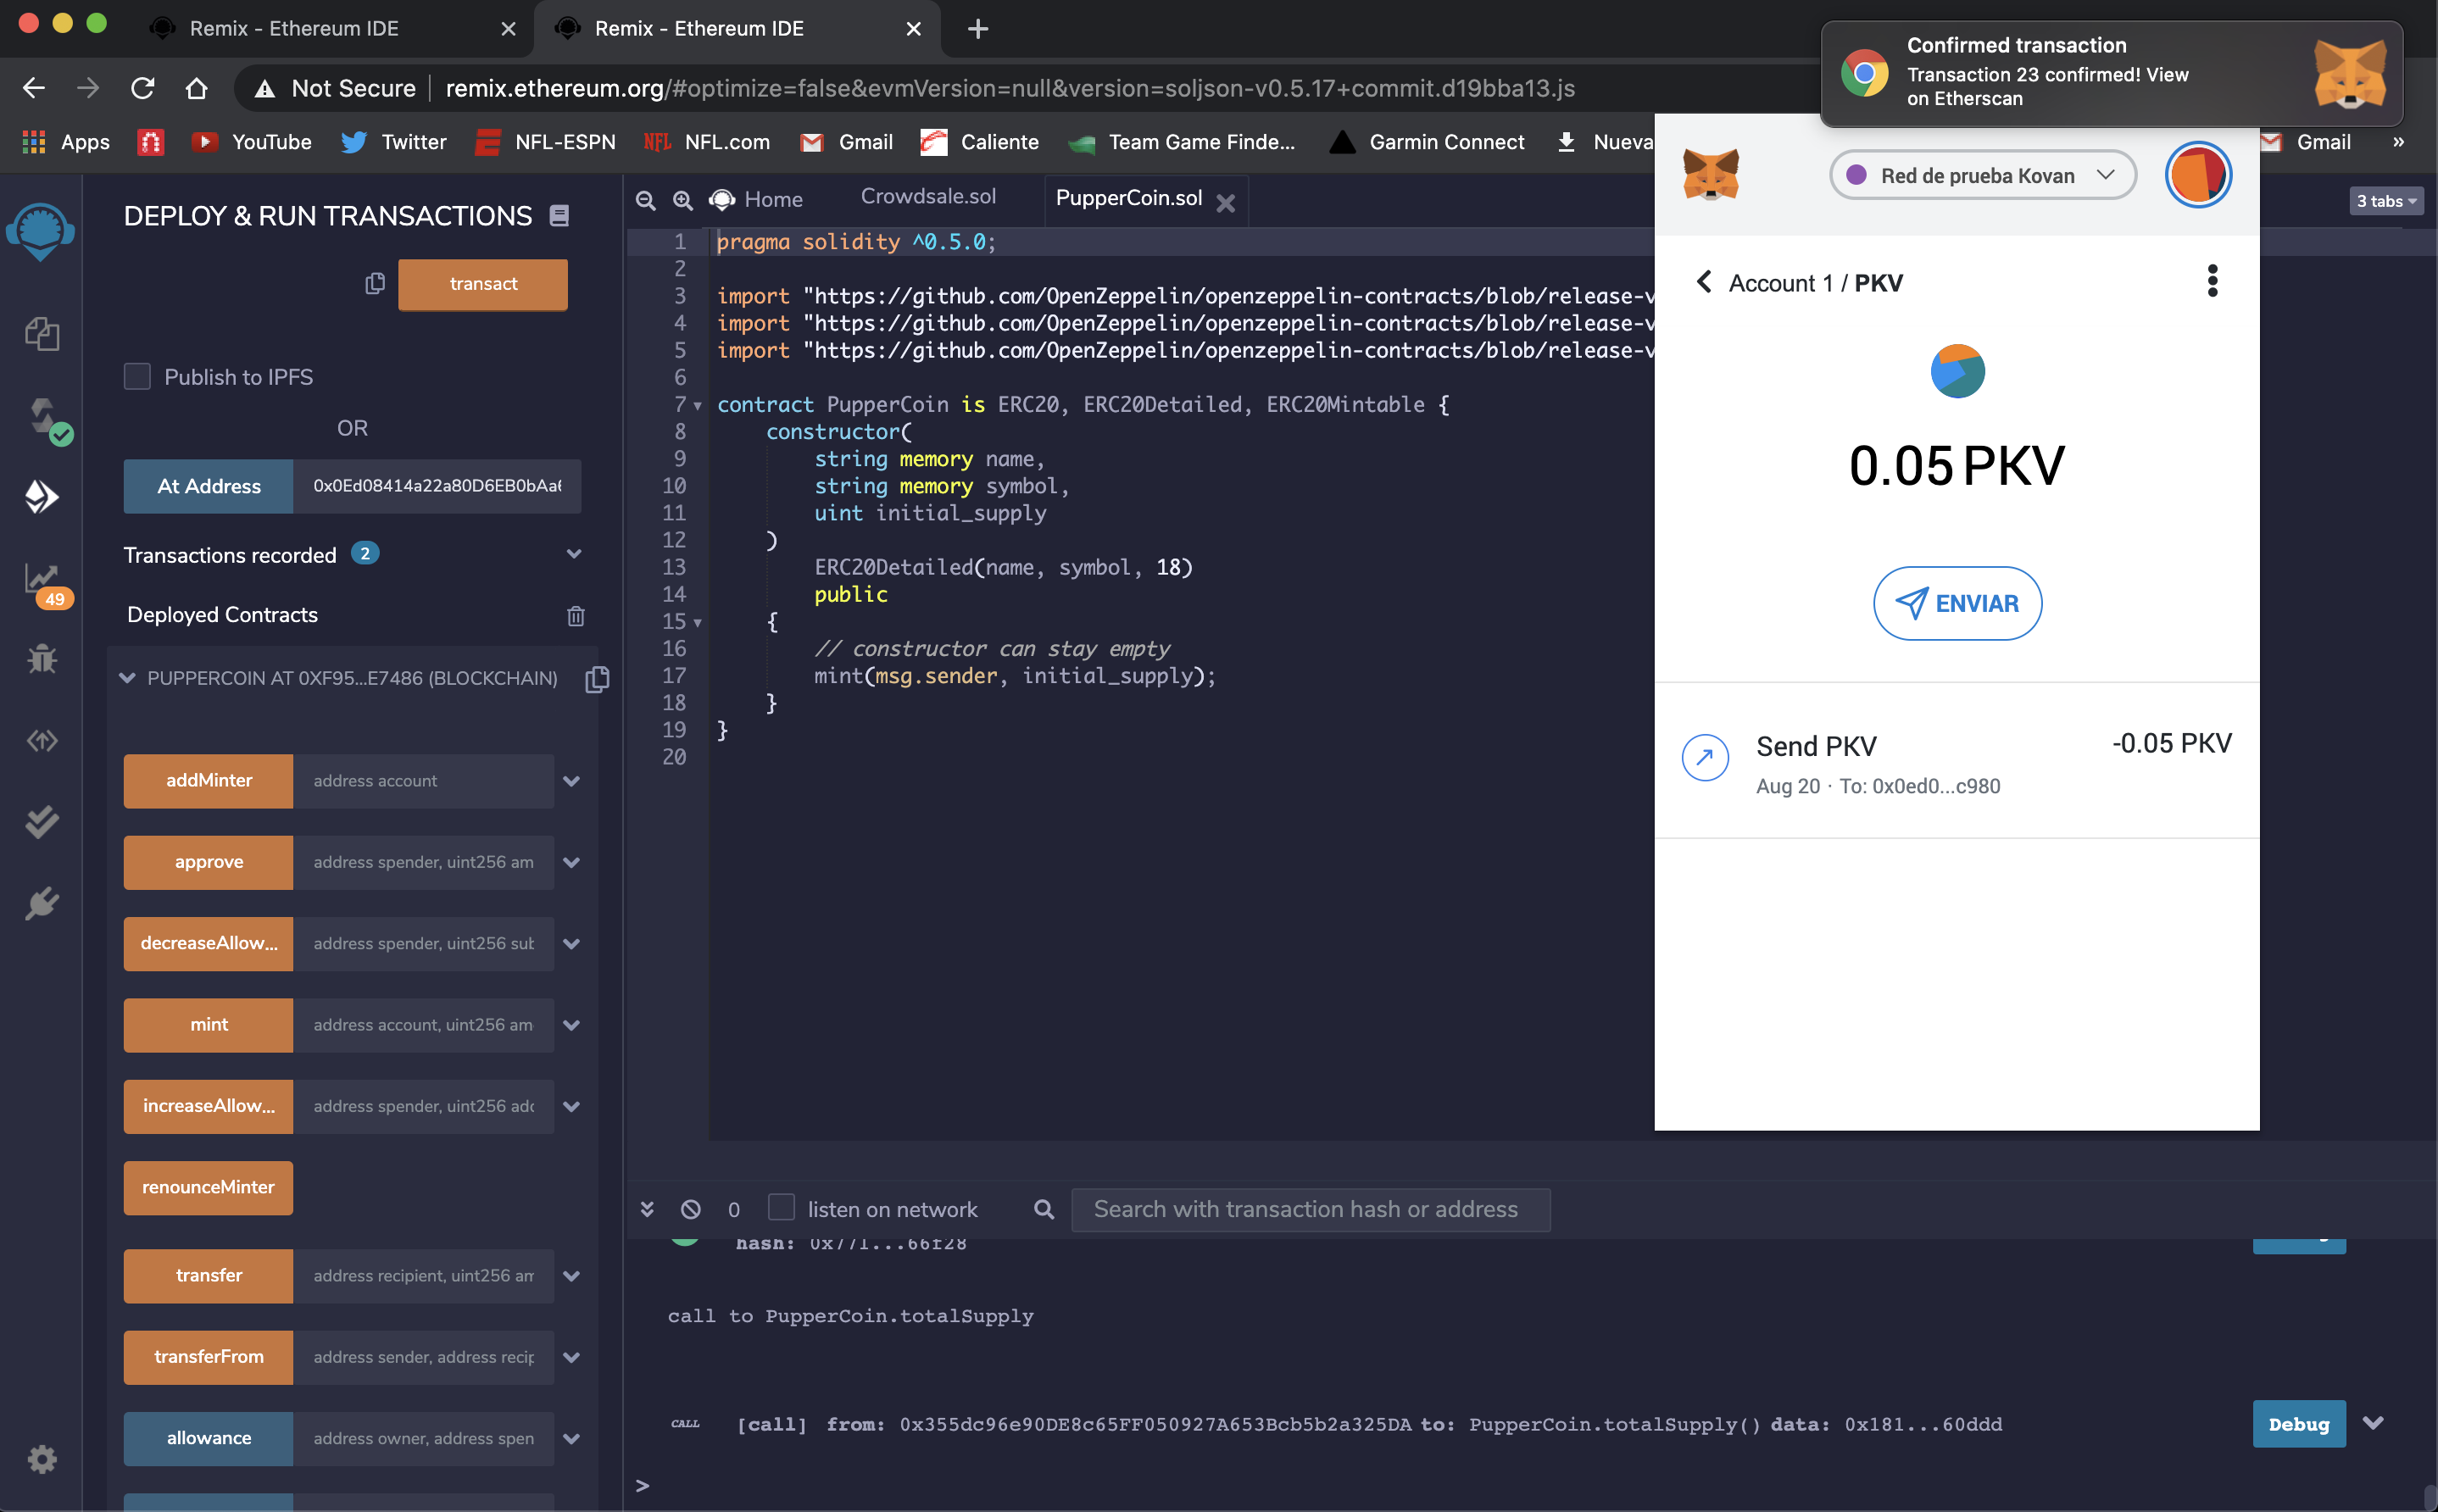 Remix - Ethereum IDE
Remix - Ethereum IDE
Confirmed transaction
Transaction 23 confirmed! View
on Etherscan
Not Secure
remix.ethereum.org/#optimize=false&evmVersion=null&version=soljson-v0.5.17+commit.d19bba13.js
Apps
YouTube
Twitter
NFL-ESPN
NFL
NFL.com
Gmail
Caliente
Team Game Finde...
Garmin Connect
Nueva
Gmail
»
DEPLOY & RUN TRANSACTIONS
transact
Publish to IPFS
OR
At Address
0x0Ed08414a22a80D6EB0bAa6
Transactions recorded 2
Deployed Contracts
49
PUPPERCOIN AT 0XF95...E7486 (BLOCKCHAIN)
addMinter
address account
approve
address spender, uint256 am
decreaseAllow...
address spender, uint256 sub
mint
address account, uint256 am
increaseAllow...
address spender, uint256 add
renounceMinter
transfer
address recipient, uint256 am
transferFrom
address sender, address recip
allowance
address owner, address spen
Home
Crowdsale.sol
PupperCoin.sol
3 tabs
1 pragma solidity ^0.5.0;
2
3 import "https://github.com/OpenZeppelin/openzeppelin-contracts/blob/release-v
4 import "https://github.com/OpenZeppelin/openzeppelin-contracts/blob/release-v
5 import "https://github.com/OpenZeppelin/openzeppelin-contracts/blob/release-v
6
7 contract PupperCoin is ERC20, ERC20Detailed, ERC20Mintable {
8 constructor(
9 string memory name,
10 string memory symbol,
11 uint initial_supply
12 )
13 ERC20Detailed(name, symbol, 18)
14 public
15 {
16 // constructor can stay empty
17 mint(msg.sender, initial_supply);
18 }
19 }
20
Red de prueba Kovan
Account 1 / PKV
0.05 PKV
ENVIAR
Send PKV
-0.05 PKV
Aug 20 · To: 0x0ed0...c980
0
listen on network
Search with transaction hash or address
hash: 0x771...66f28
call to PupperCoin.totalSupply
CALL
[call] from: 0x355dc96e90DE8c65FF050927A653Bcb5b2a325DA to: PupperCoin.totalSupply() data: 0x181...60ddd
Debug
>